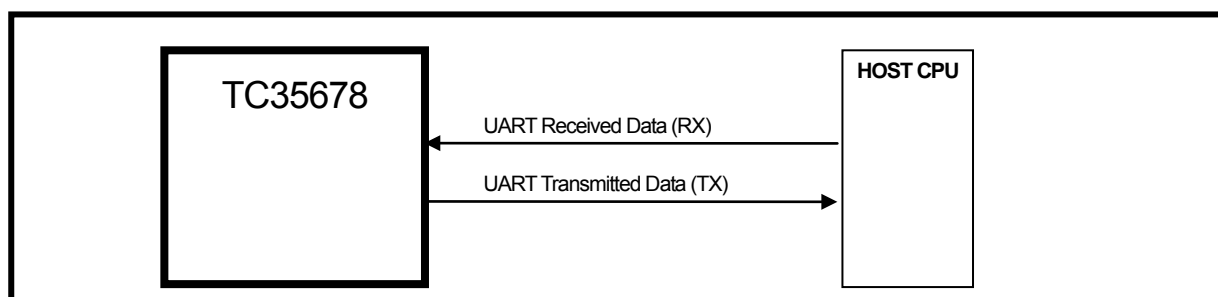 TC35678
HOST CPU
UART Received Data (RX)
UART Transmitted Data (TX)